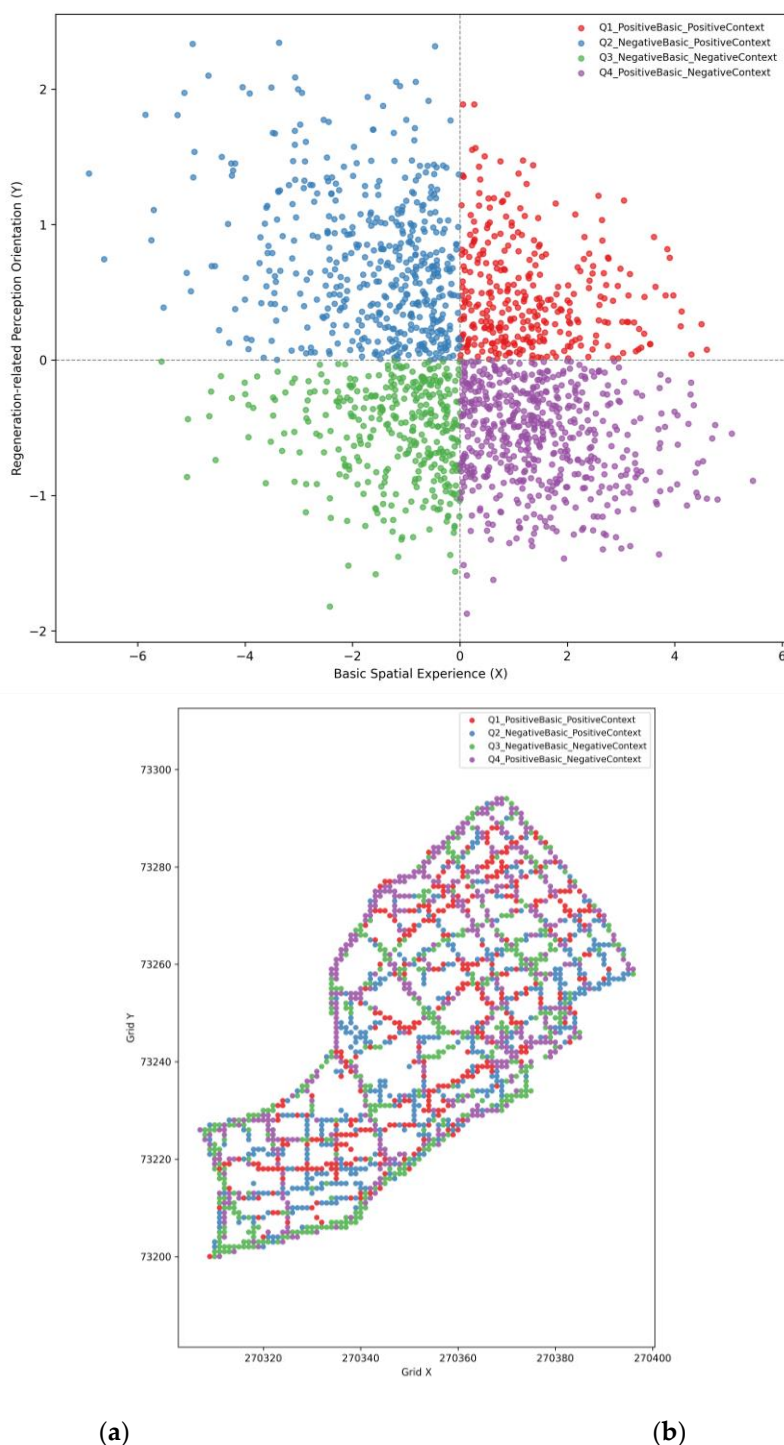 Q1_PositiveBasic_PositiveContext
Q2_NegativeBasic_PositiveContext
Q3_NegativeBasic_NegativeContext
Q4_PositiveBasic_NegativeContext
2
1
0
−1
−2
Regeneration-related Perception Orientation (Y)
−6 −4 −2 0 2 4 6
Basic Spatial Experience (X)
Q1_PositiveBasic_PositiveContext
Q2_NegativeBasic_PositiveContext
Q3_NegativeBasic_NegativeContext
Q4_PositiveBasic_NegativeContext
73300
73280
73260
73240
73220
73200
Grid Y
270320 270340 270360 270380 270400
Grid X
(a) (b)